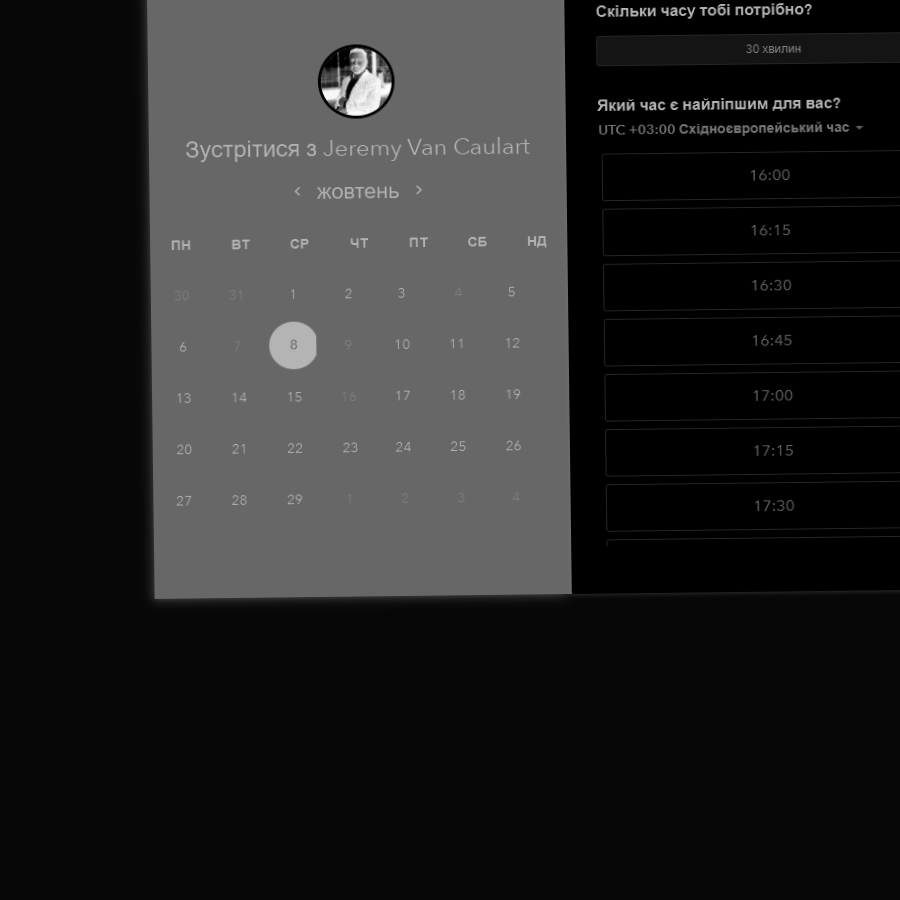 Зустрітися з Jeremy Van Caulart
жовтень
ПН ВТ СР ЧТ ПТ СБ НД
30 31 1 2 3 4 5
6 7 8 9 10 11 12
13 14 15 16 17 18 19
20 21 22 23 24 25 26
27 28 29 1 2 3 4
Скільки часу тобі потрібно?
30 хвилин
Який час є найліпшим для вас?
UTC +03:00 Східноєвропейський час
16:00
16:15
16:30
16:45
17:00
17:15
17:30